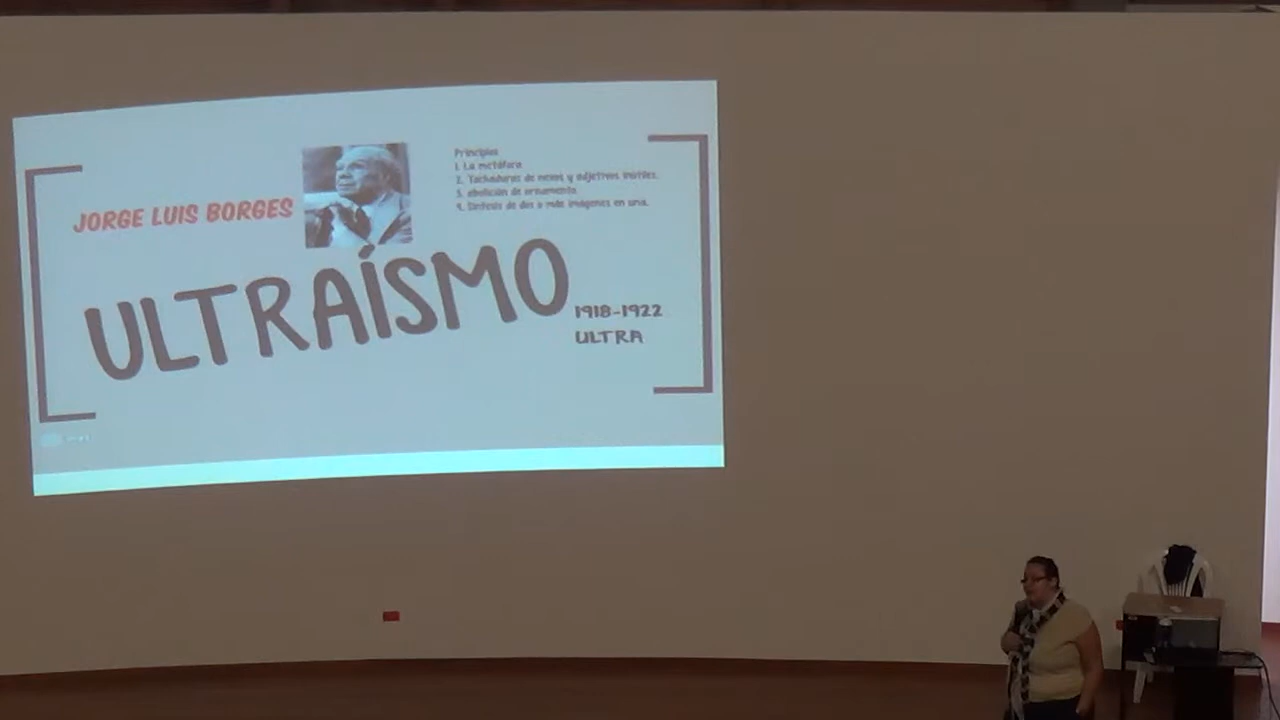 JORGE LUIS BORGES
Principios
1. La metáfora
2. Tachaduras de nexos y adjetivos inútiles.
3. abolición de ornamento.
4. Síntesis de dos o más imágenes en una.
ULTRAÍSMO
1918-1922
ULTRA